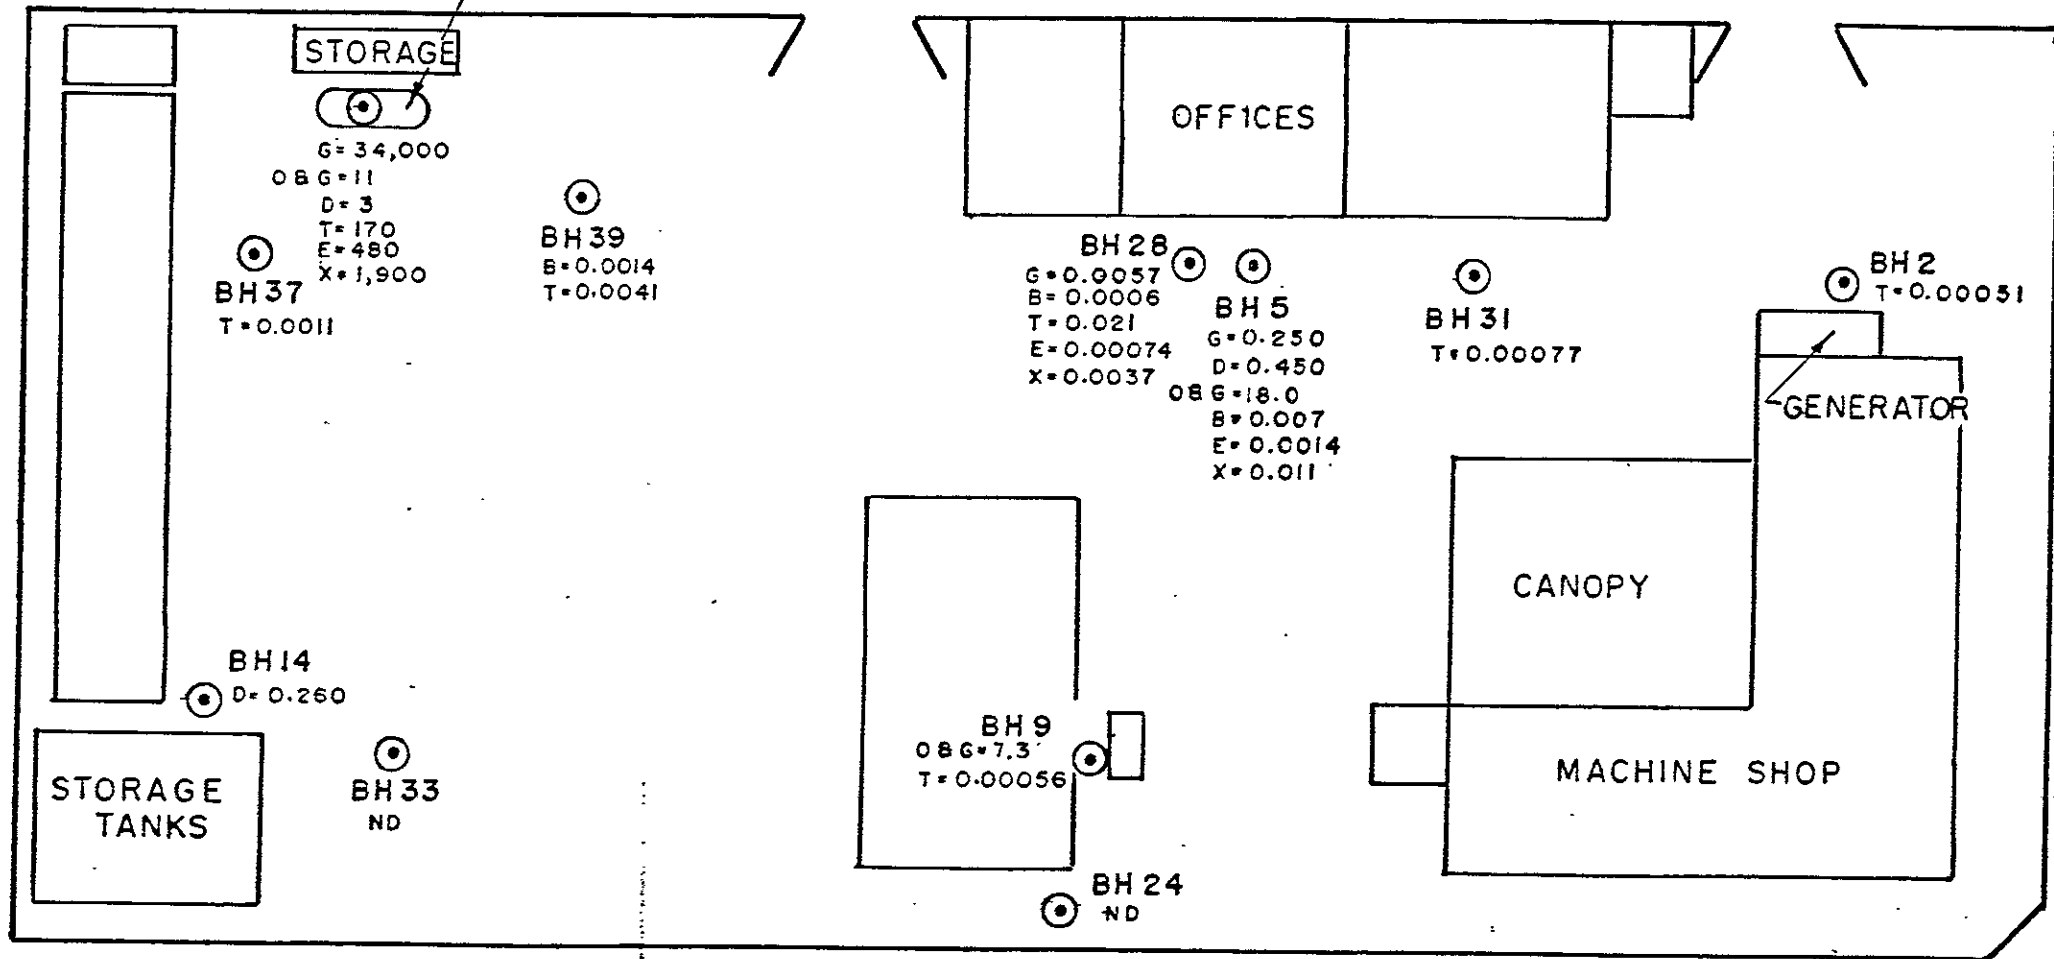 STORAGE
OFFICES
G=34,000
O&G=11
D=3
T=170
E=480
X=1,900
BH37
T=0.0011
BH39
B=0.0014
T=0.0041
BH28
G=0.0057
B=0.0006
T=0.021
E=0.00074
X=0.0037
BH5
G=0.250
D=0.450
O&G=18.0
B=0.007
E=0.0014
X=0.011
BH31
T=0.00077
BH2
T=0.00051
GENERATOR
CANOPY
BH14
D=0.260
BH9
O&G=7.3
T=0.00056
MACHINE SHOP
STORAGE
TANKS
BH33
ND
BH24
ND